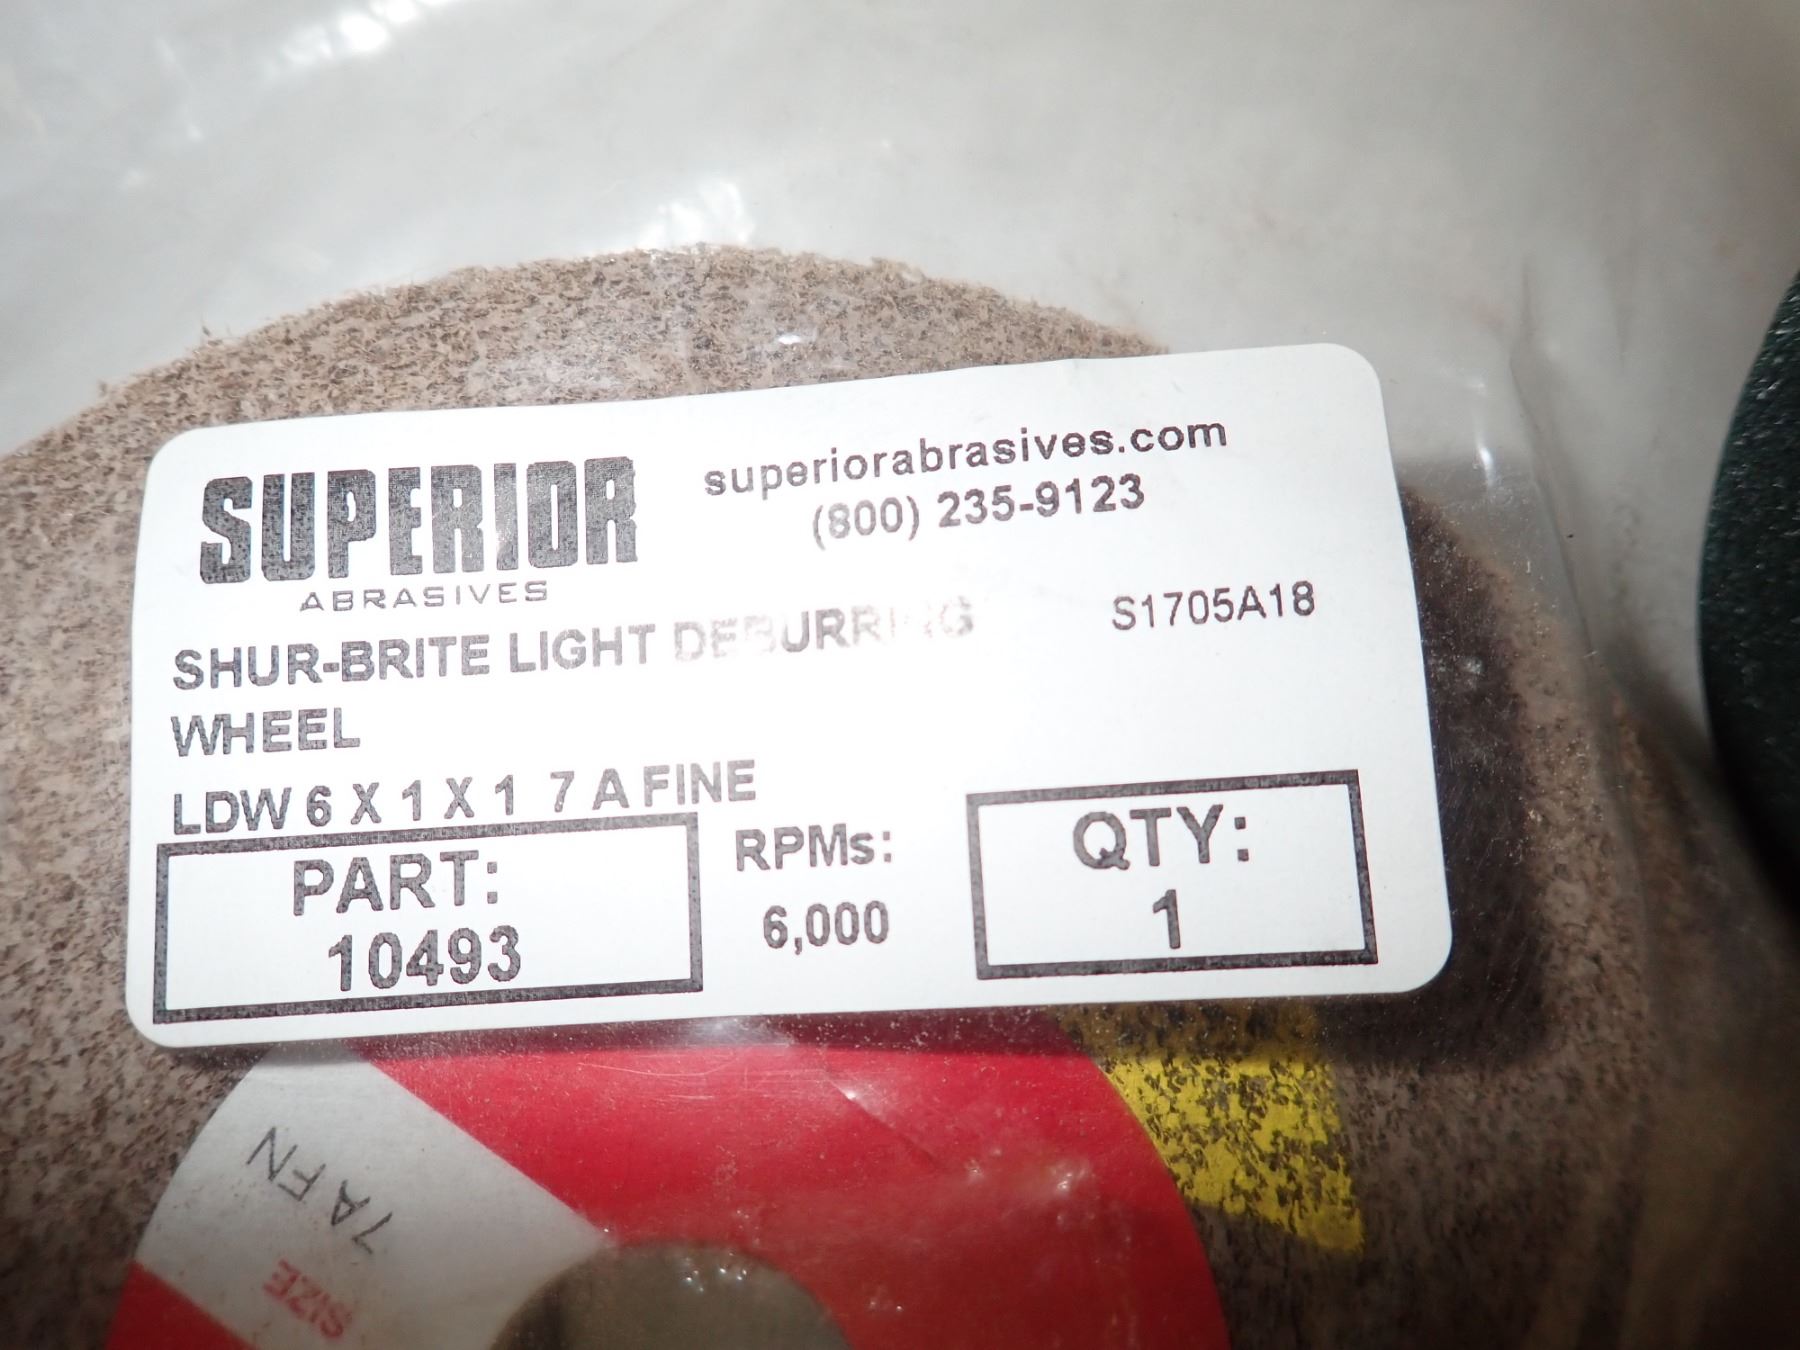 SUPERIOR
ABRASIVES
superiorabrasives.com
(800) 235-9123
SHUR-BRITE LIGHT DEBURRING
S1705A18
WHEEL
LDW 6 X 1 X 1 7 A FINE
PART:
10493
RPMs:
6,000
QTY:
1
7AFN
SIZE